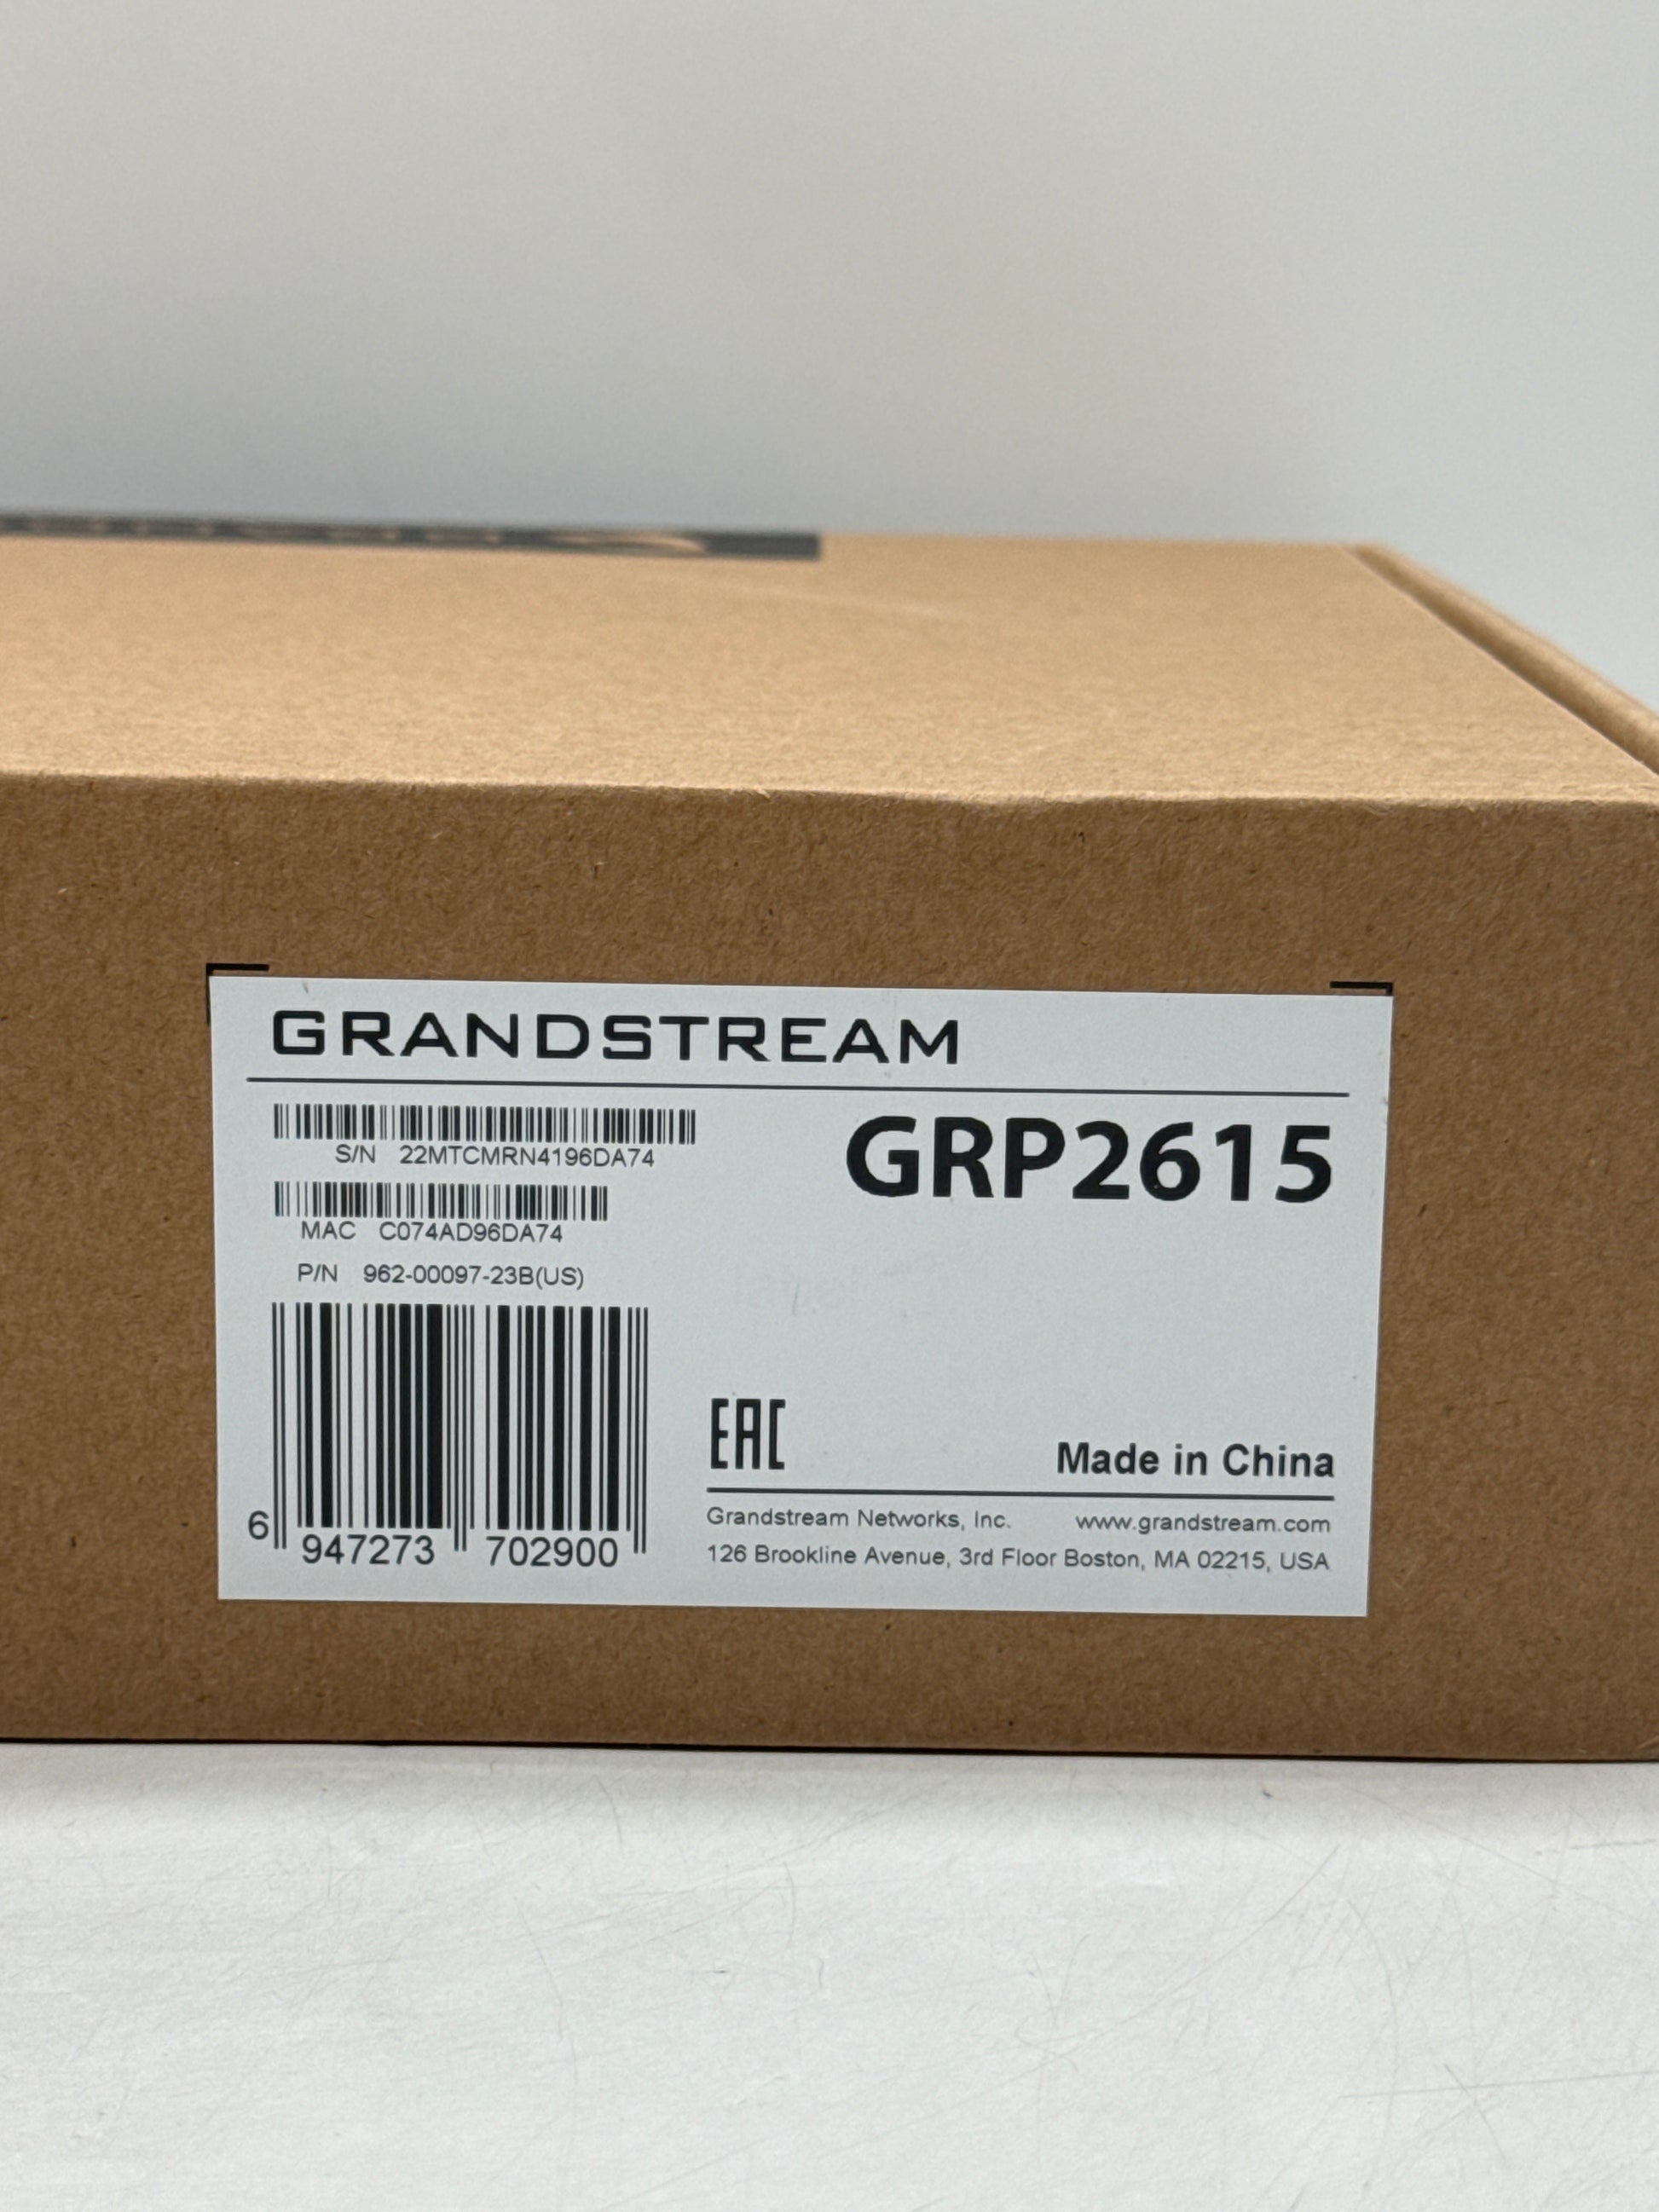 GRANDSTREAM
GRP2615
S/N 22MTCMRN4196DA74
MAC C074AD96DA74
P/N 962-00097-23B(US)
6 947273 702900
EAC
Made in China
Grandstream Networks, Inc. www.grandstream.com
126 Brookline Avenue, 3rd Floor Boston, MA 02215, USA